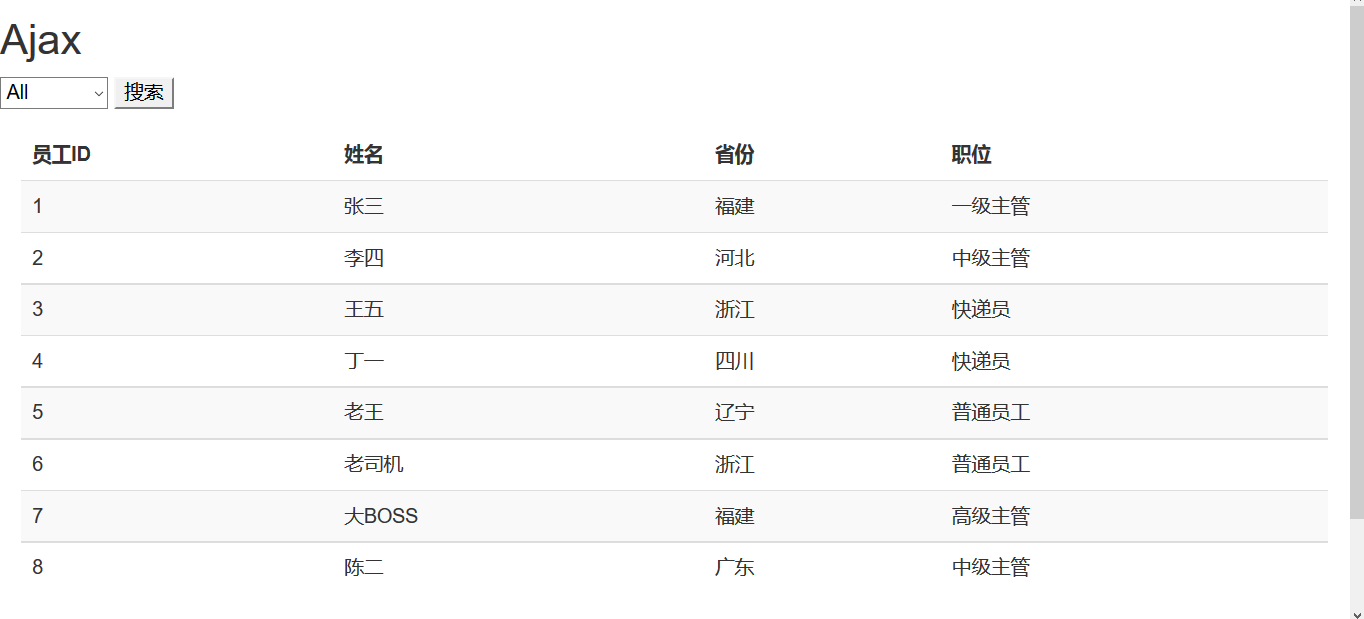 Ajax
All 搜索
员工ID 姓名 省份 职位
1 张三 福建 一级主管
2 李四 河北 中级主管
3 王五 浙江 快递员
4 丁一 四川 快递员
5 老王 辽宁 普通员工
6 老司机 浙江 普通员工
7 大BOSS 福建 高级主管
8 陈二 广东 中级主管